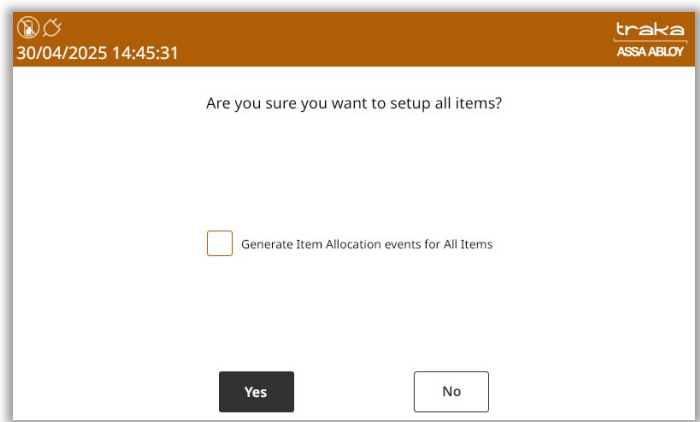 30/04/2025 14:45:31
traka
ASSA ABLOY
Are you sure you want to setup all items?
Generate Item Allocation events for All Items
Yes
No